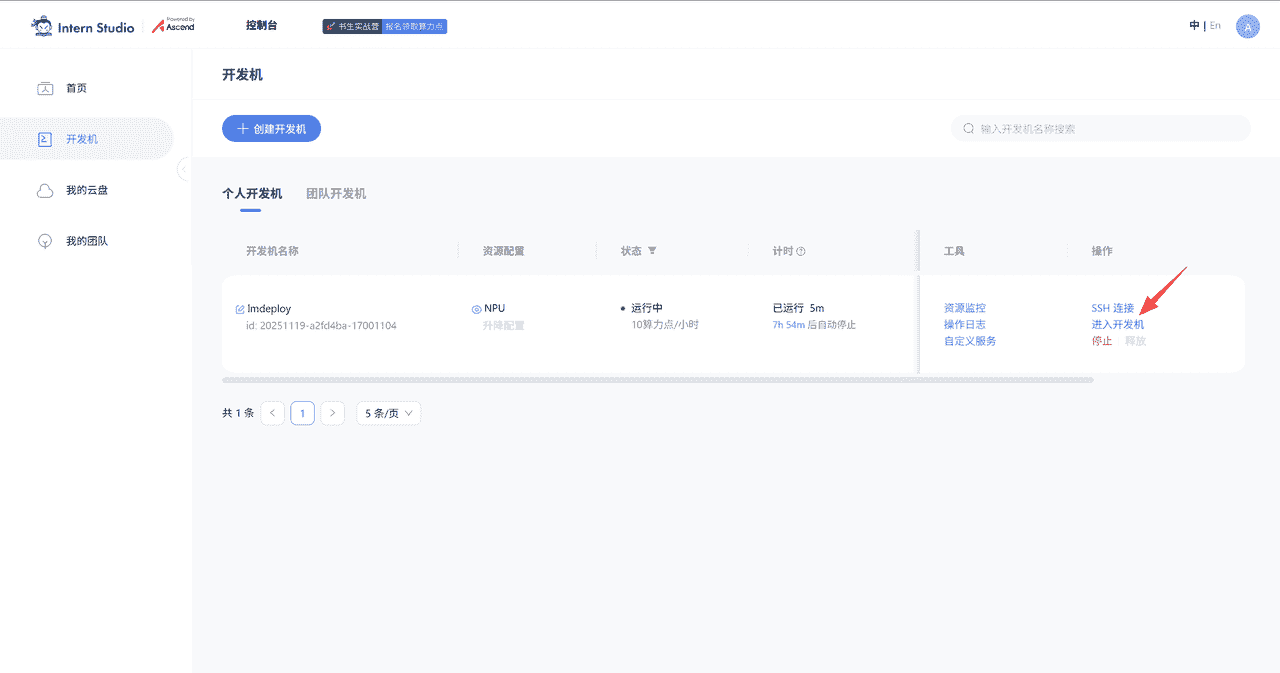 Intern Studio
Powered by
Ascend
控制台
书生实战营 报名领取算力点
中 | En
A
首页
开发机
我的云盘
我的团队
开发机
创建开发机
输入开发机名称搜索
个人开发机 团队开发机
开发机名称 资源配置 状态 计时 工具 操作
lmdeploy
id: 20251119-a2fd4ba-17001104
NPU
升降配置
运行中
10算力点/小时
已运行 5m
7h 54m 后自动停止
资源监控
操作日志
自定义服务
SSH 连接
进入开发机
停止 释放
共 1 条 < 1 > 5 条/页